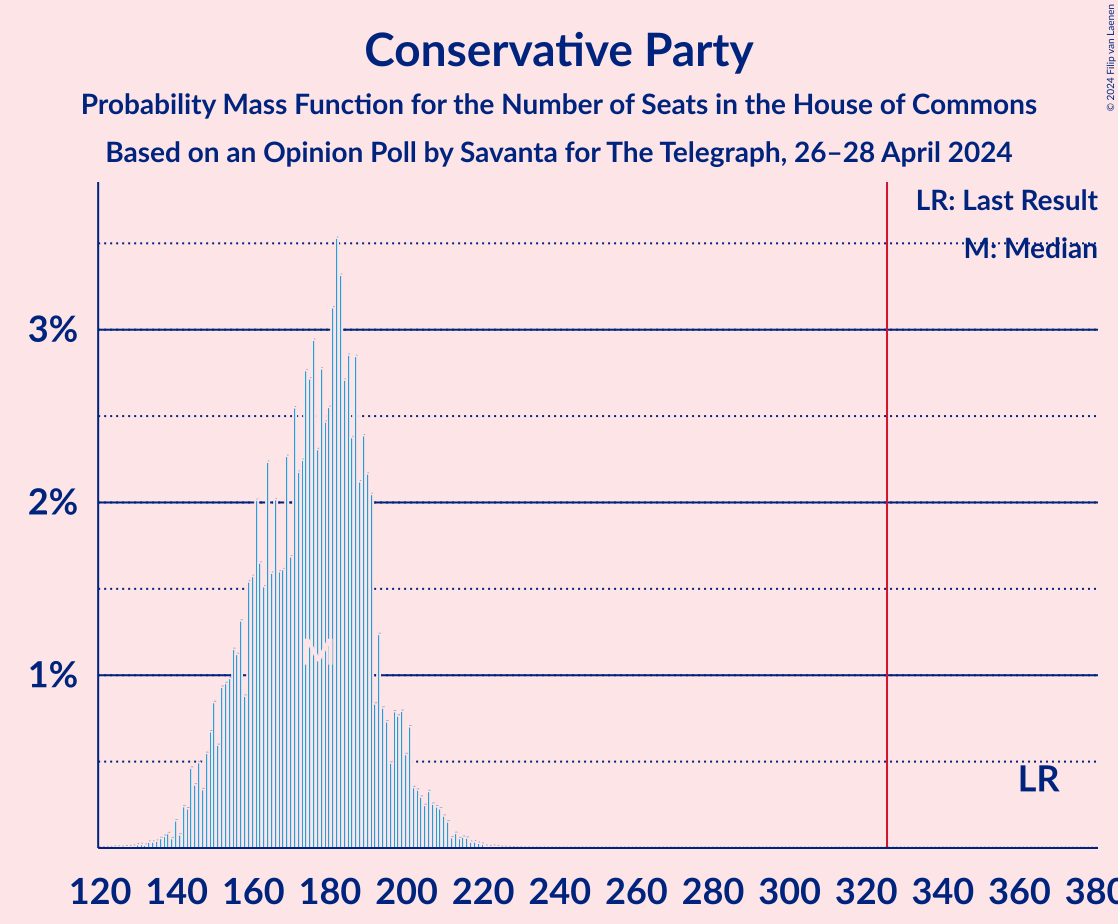 Conservative Party
Probability Mass Function for the Number of Seats in the House of Commons
Based on an Opinion Poll by Savanta for The Telegraph, 26–28 April 2024
© 2024 Filip van Laenen
LR: Last Result
M: Median
3%
2%
1%
M
LR
120 140 160 180 200 220 240 260 280 300 320 340 360 380